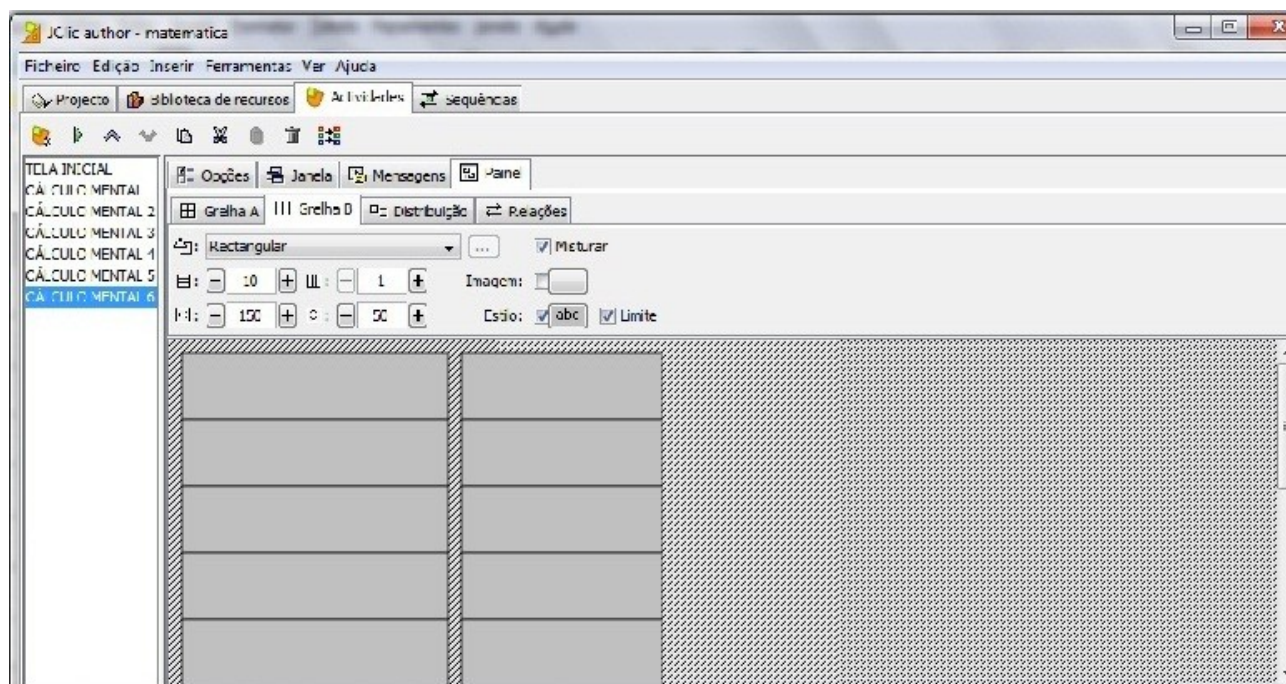 JClic author - matematica
Ficheiro Edição Inserir Ferramentas Ver Ajuda
Projecto Biblioteca de recursos Actividades Sequências
TELA INICIAL
CÁLCULO MENTAL
CÁLCULO MENTAL 2
CÁLCULO MENTAL 3
CÁLCULO MENTAL 4
CÁLCULO MENTAL 5
CÁLCULO MENTAL 6
Opções Janela Mensagens Painel
Grelha A Grelha B Distribuição Relações
Rectangular ... Misturar
10 1 Imagem:
150 50 Estilo: abc Limite